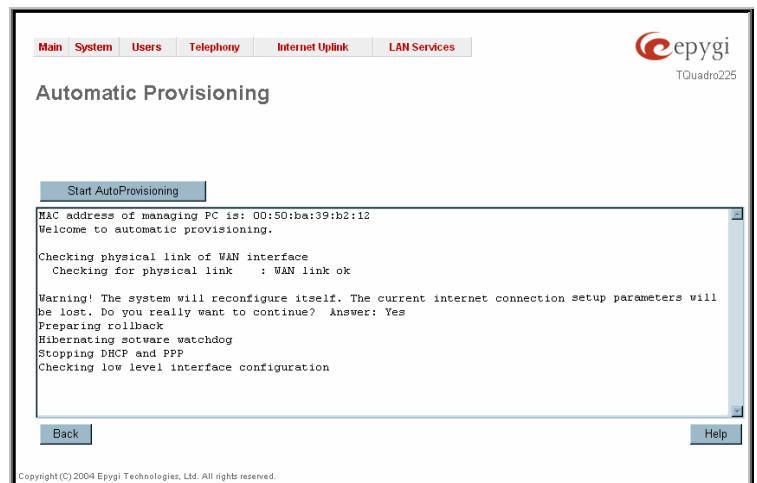 Main System Users Telephony Internet Uplink LAN Services
epygi
TQuadro225
Automatic Provisioning
Start AutoProvisioning
MAC address of managing PC is: 00:50:ba:39:b2:12
Welcome to automatic provisioning.
Checking physical link of WAN interface
Checking for physical link : WAN link ok
Warning! The system will reconfigure itself. The current internet connection setup parameters will
be lost. Do you really want to continue? Answer: Yes
Preparing rollback
Hibernating sotware watchdog
Stopping DHCP and PPP
Checking low level interface configuration
Back Help
Copyright (C) 2004 Epygi Technologies, Ltd. All rights reserved.